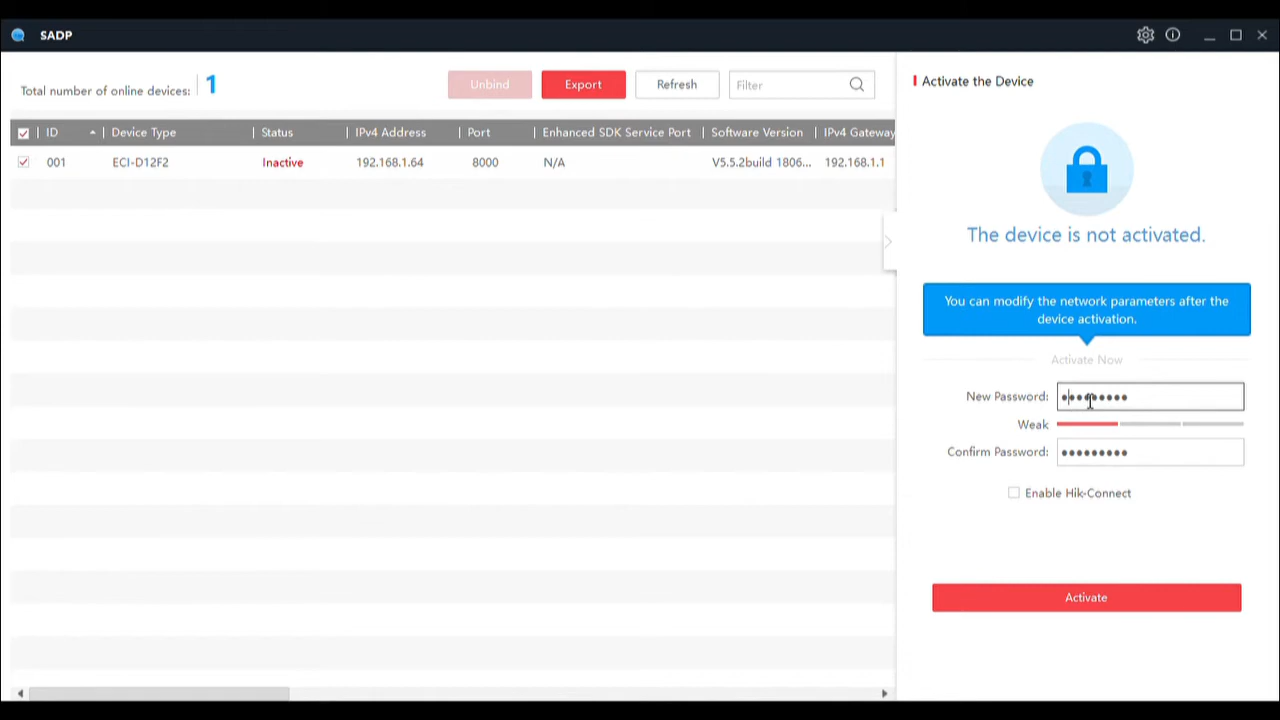 SADP
Total number of online devices: 1
Unbind
Export
Refresh
Filter
ID
Device Type
Status
IPv4 Address
Port
Enhanced SDK Service Port
Software Version
IPv4 Gateway
001
ECI-D12F2
Inactive
192.168.1.64
8000
N/A
V5.5.2build 1806...
192.168.1.1
Activate the Device
The device is not activated.
You can modify the network parameters after the
device activation.
Activate Now
New Password: •••••••••
Weak
Confirm Password: •••••••••
Enable Hik-Connect
Activate